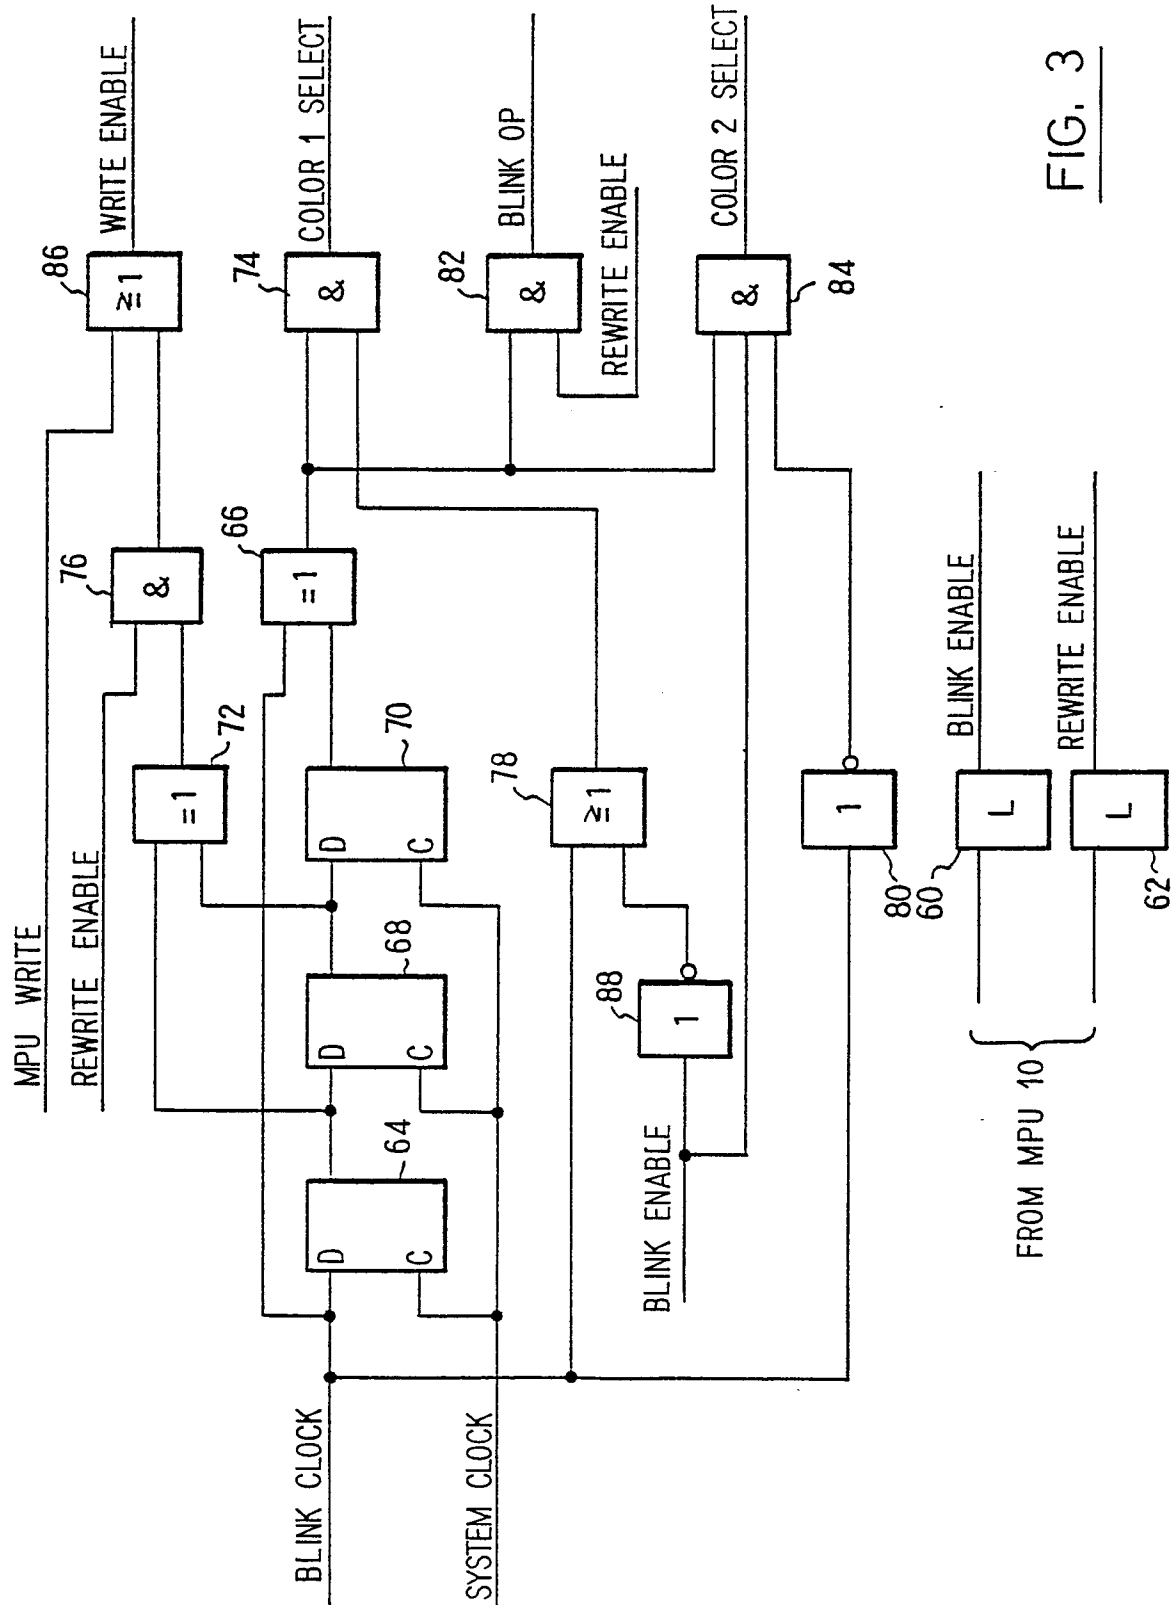 MPU WRITE
REWRITE ENABLE
76
&
86
≥1
WRITE ENABLE
72
=1
66
=1
74
&
COLOR 1 SELECT
BLINK CLOCK
SYSTEM CLOCK
D
C
64
D
C
68
D
C
70
82
&
BLINK OP
REWRITE ENABLE
78
≥1
88
1
BLINK ENABLE
&
84
COLOR 2 SELECT
1
80
60
L
BLINK ENABLE
L
62
REWRITE ENABLE
FROM MPU 10
FIG. 3